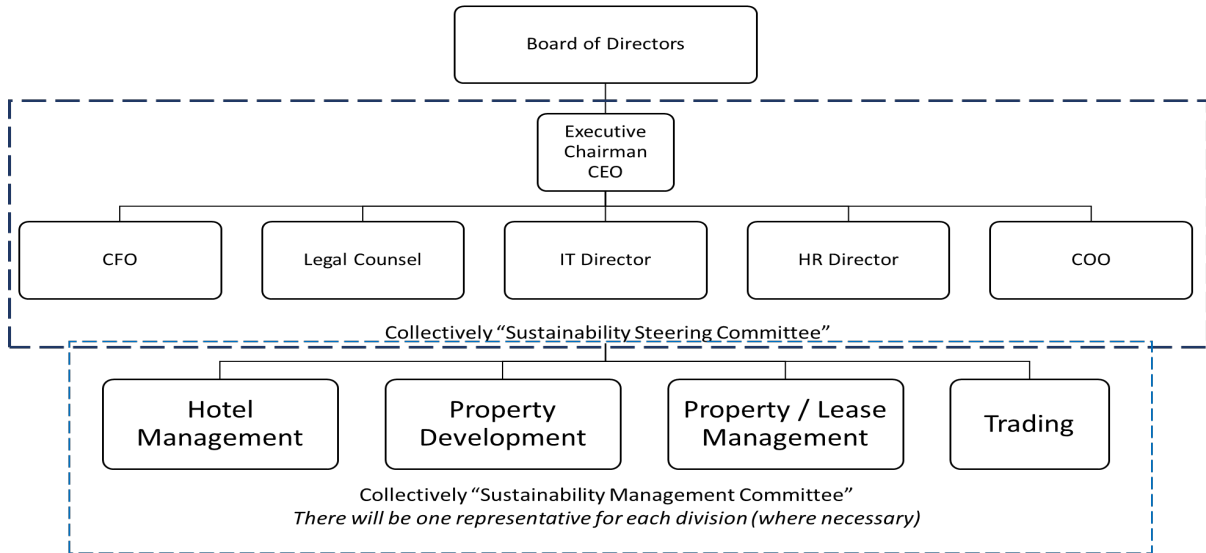 Board of Directors
Executive
Chairman
CEO
CFO
Legal Counsel
IT Director
HR Director
COO
Collectively “Sustainability Steering Committee”
Hotel
Management
Property
Development
Property / Lease
Management
Trading
Collectively “Sustainability Management Committee”
There will be one representative for each division (where necessary)